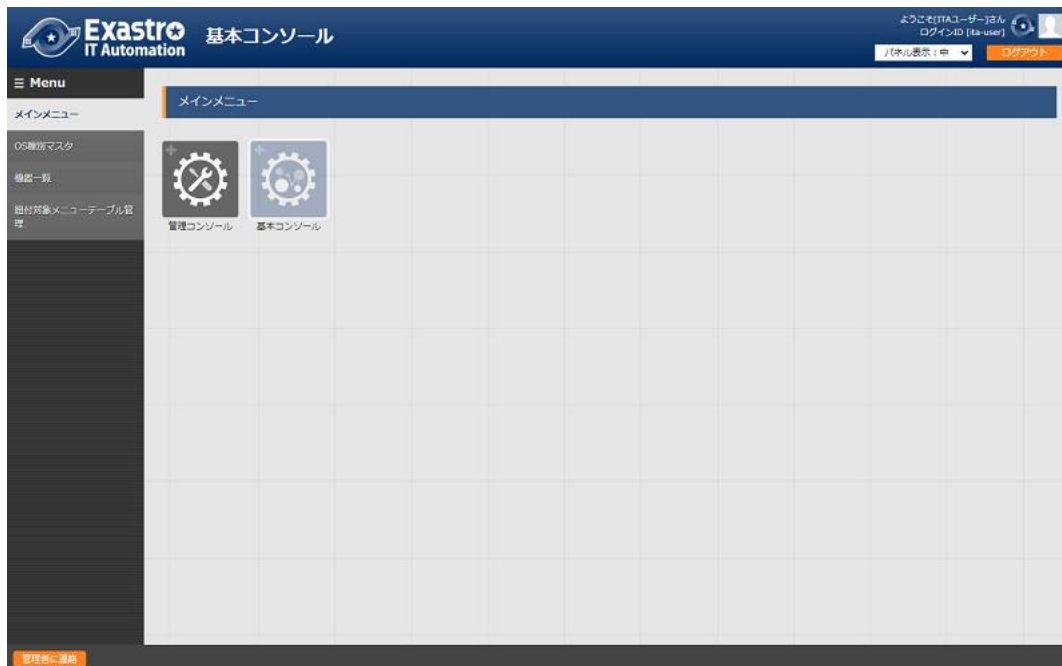 Exastro
IT Automation
基本コンソール
ようこそ[ITAユーザー]さん
ログインID [ita-user]
パネル表示:中
ログアウト
Menu
メインメニュー
OS種別マスタ
機器一覧
紐付対象メニューテーブル管
理
メインメニュー
管理コンソール
基本コンソール
管理者に連絡